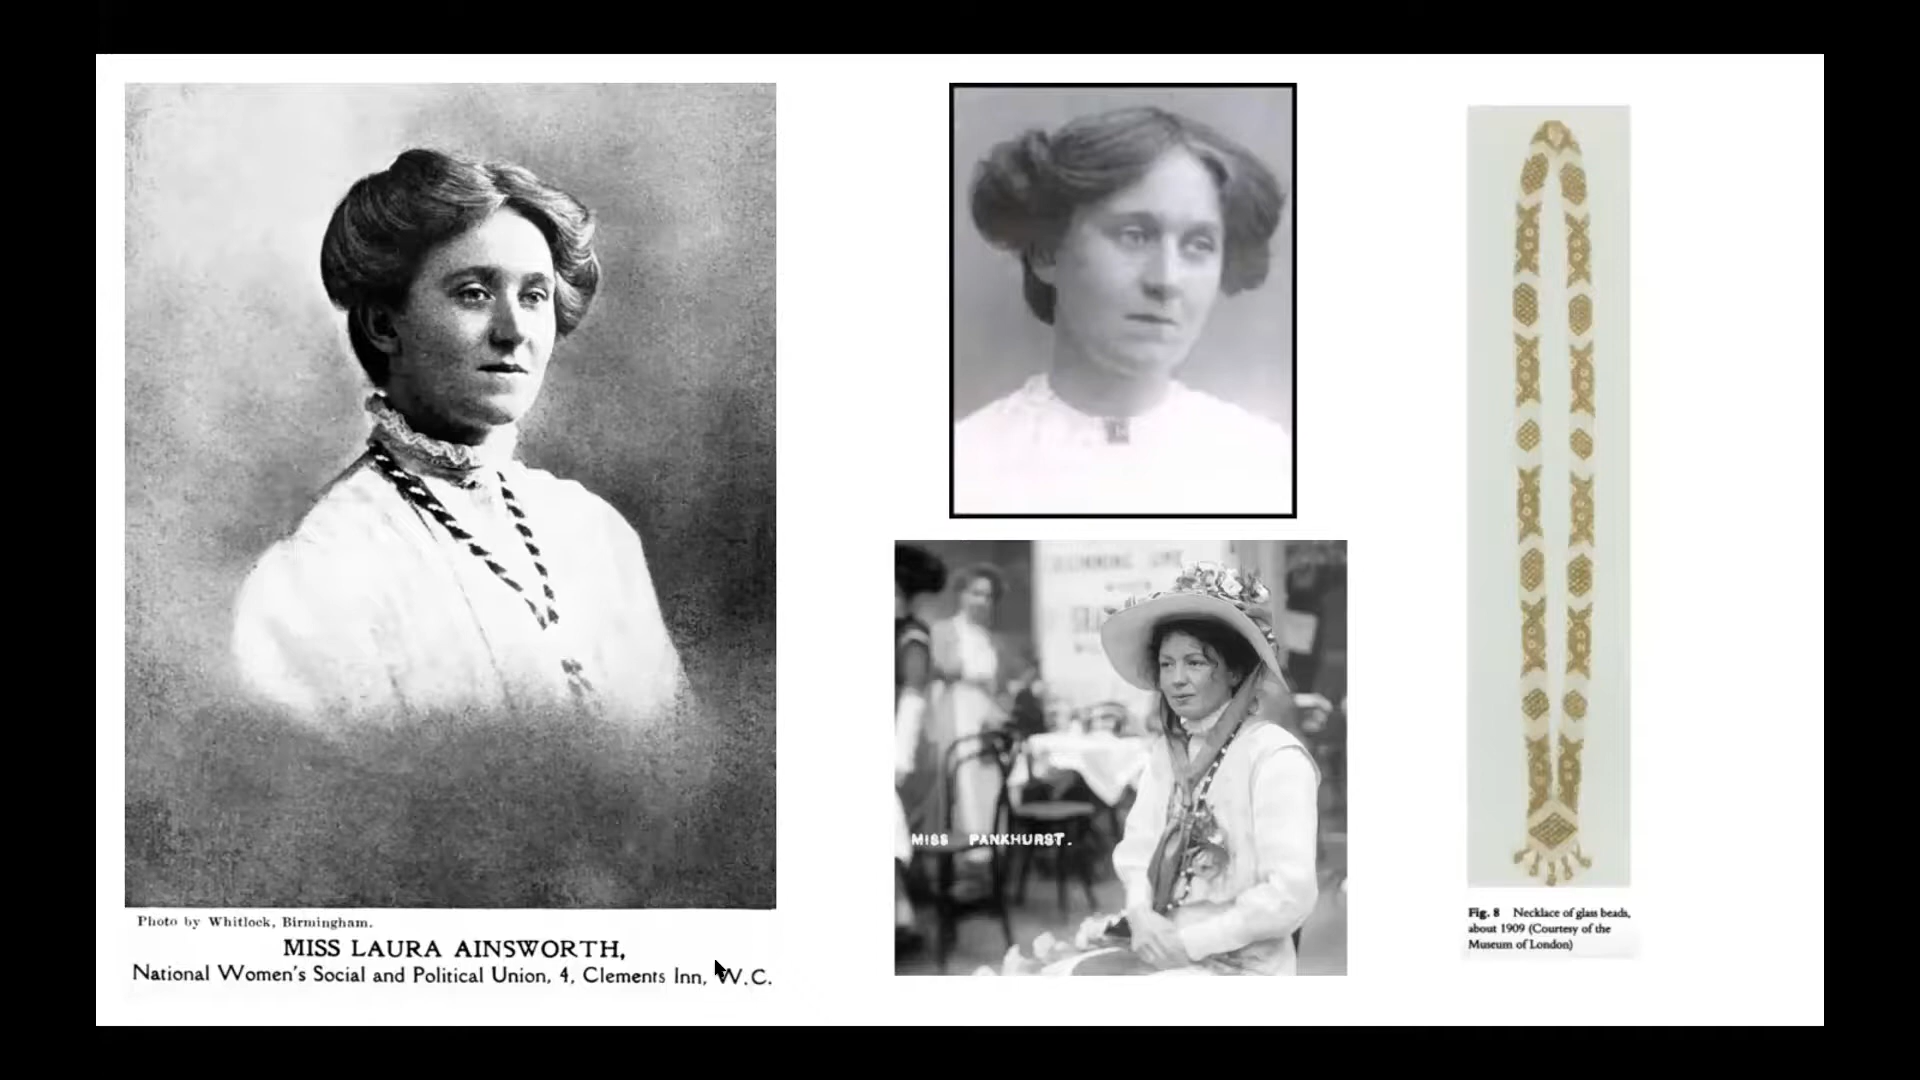 Photo by Whitlock, Birmingham.
MISS LAURA AINSWORTH,
National Women's Social and Political Union, 4, Clements Inn, W.C.
MISS PANKHURST.
Fig. 8 Necklace of glass beads,
about 1909 (Courtesy of the
Museum of London)